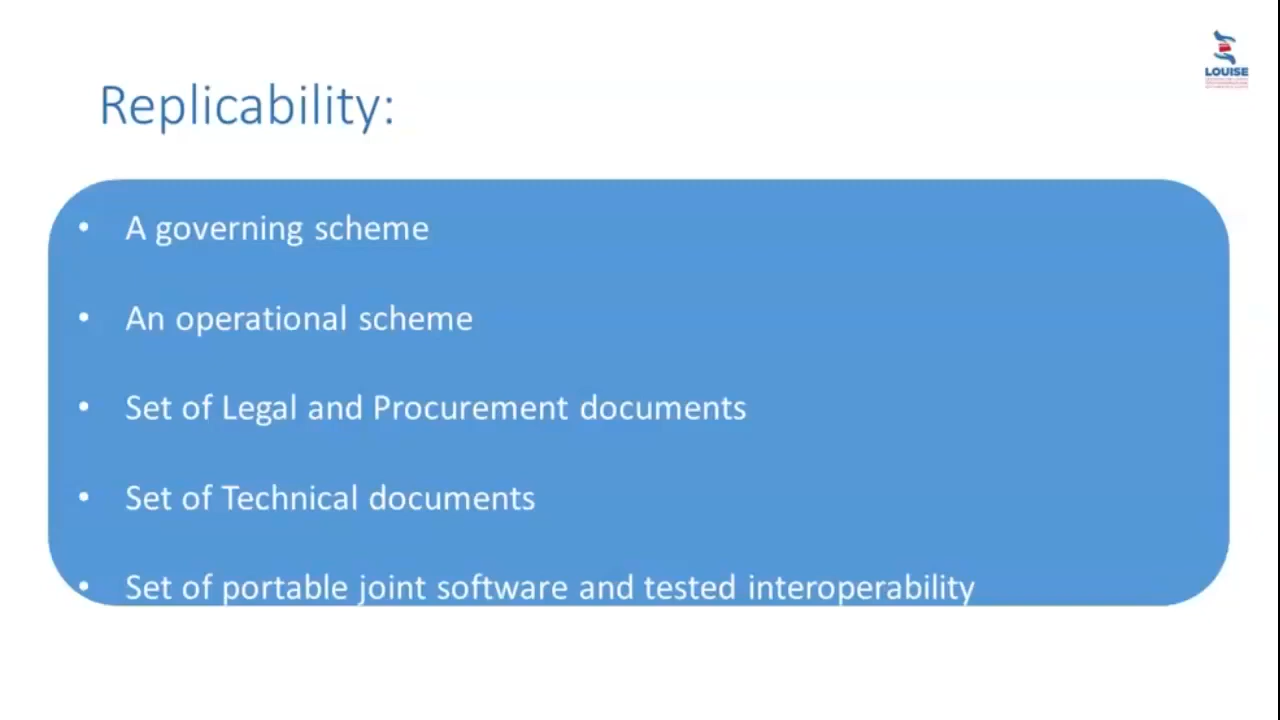 LOUISE
Replicability:
• A governing scheme
• An operational scheme
• Set of Legal and Procurement documents
• Set of Technical documents
• Set of portable joint software and tested interoperability